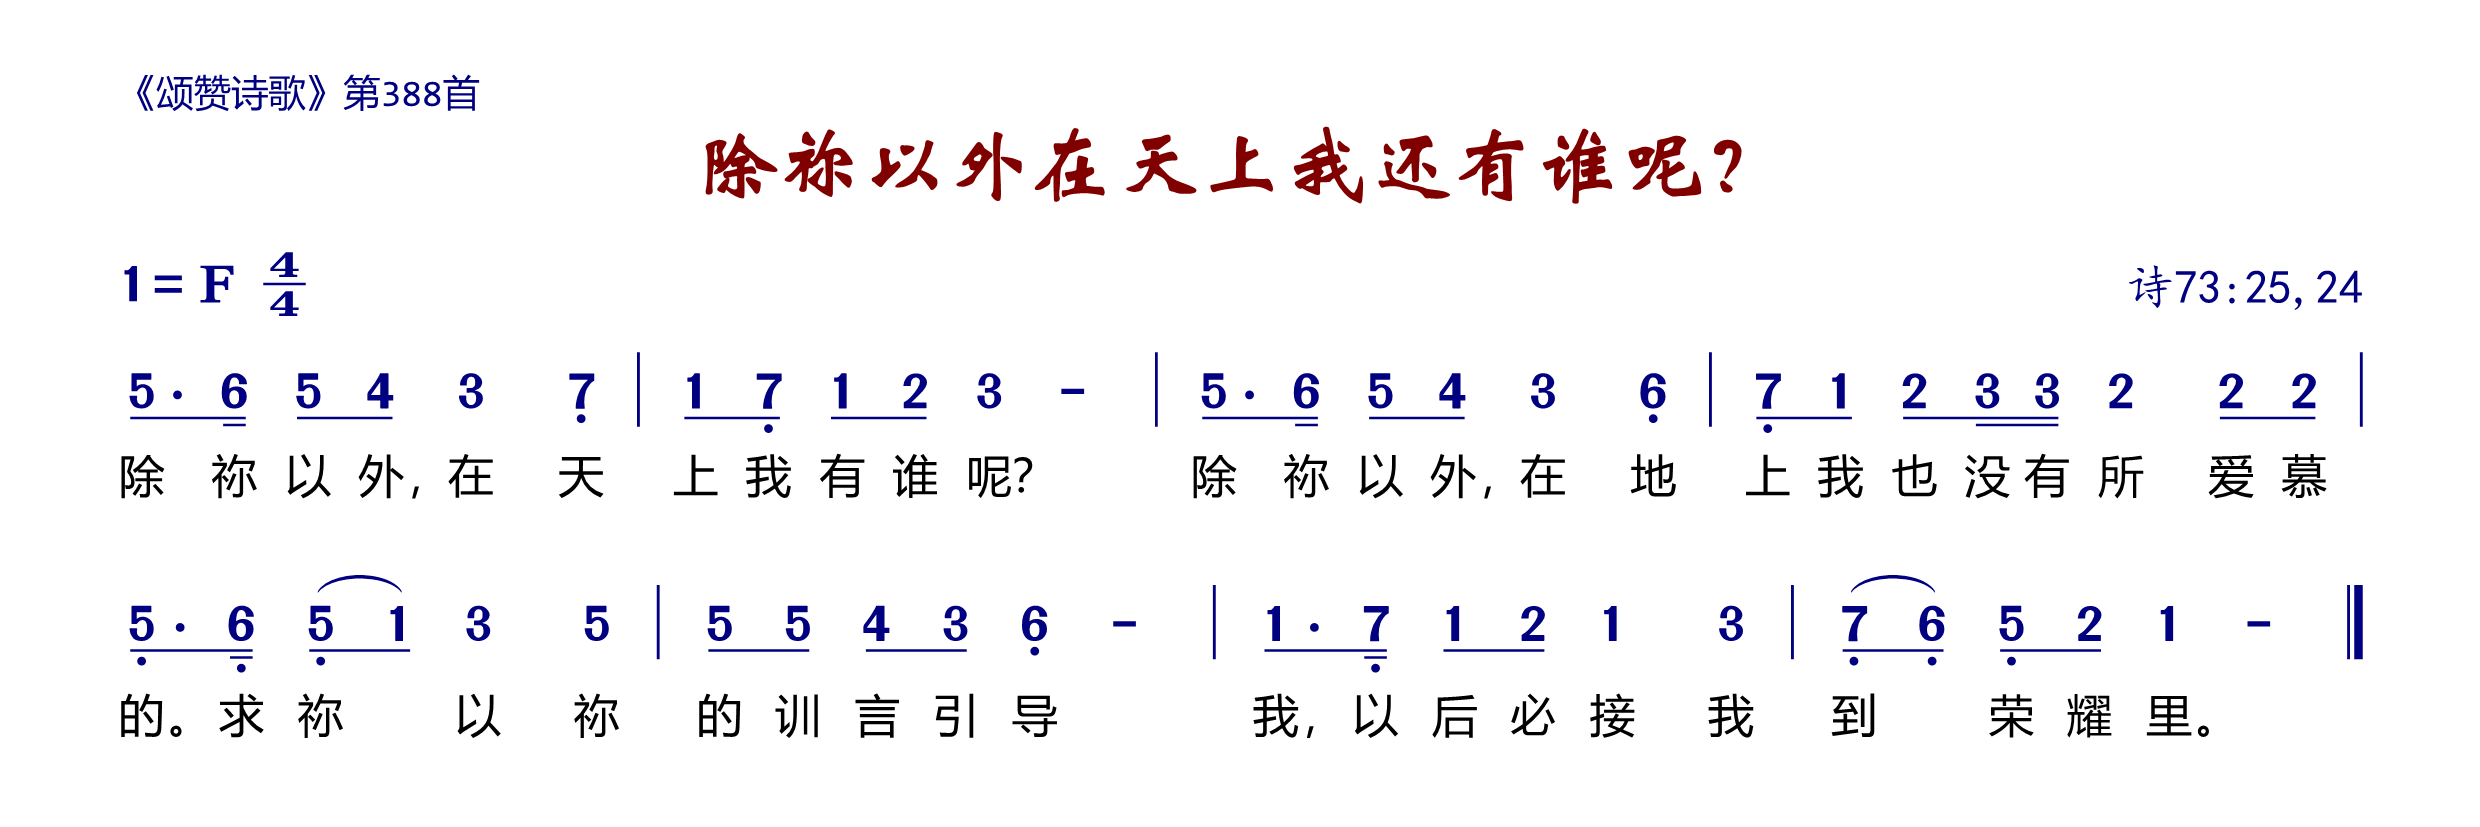 《颂赞诗歌》第388首
除祢以外在天上我还有谁呢?
1=F 4/4
诗73:25,24
5· 6 5 4 3 7 | 1 7 1 2 3 - | 5· 6 5 4 3 6 | 7 1 2 3 3 2 2 2 |
除祢以外,在天上我有谁呢?除祢以外,在地上我也没有所爱慕
5· 6 5 1 3 5 | 5 5 4 3 6 - | 1· 7 1 2 1 3 | 7 6 5 2 1 - ‖
的。求祢以祢的训言引导我,以后必接我到荣耀里。